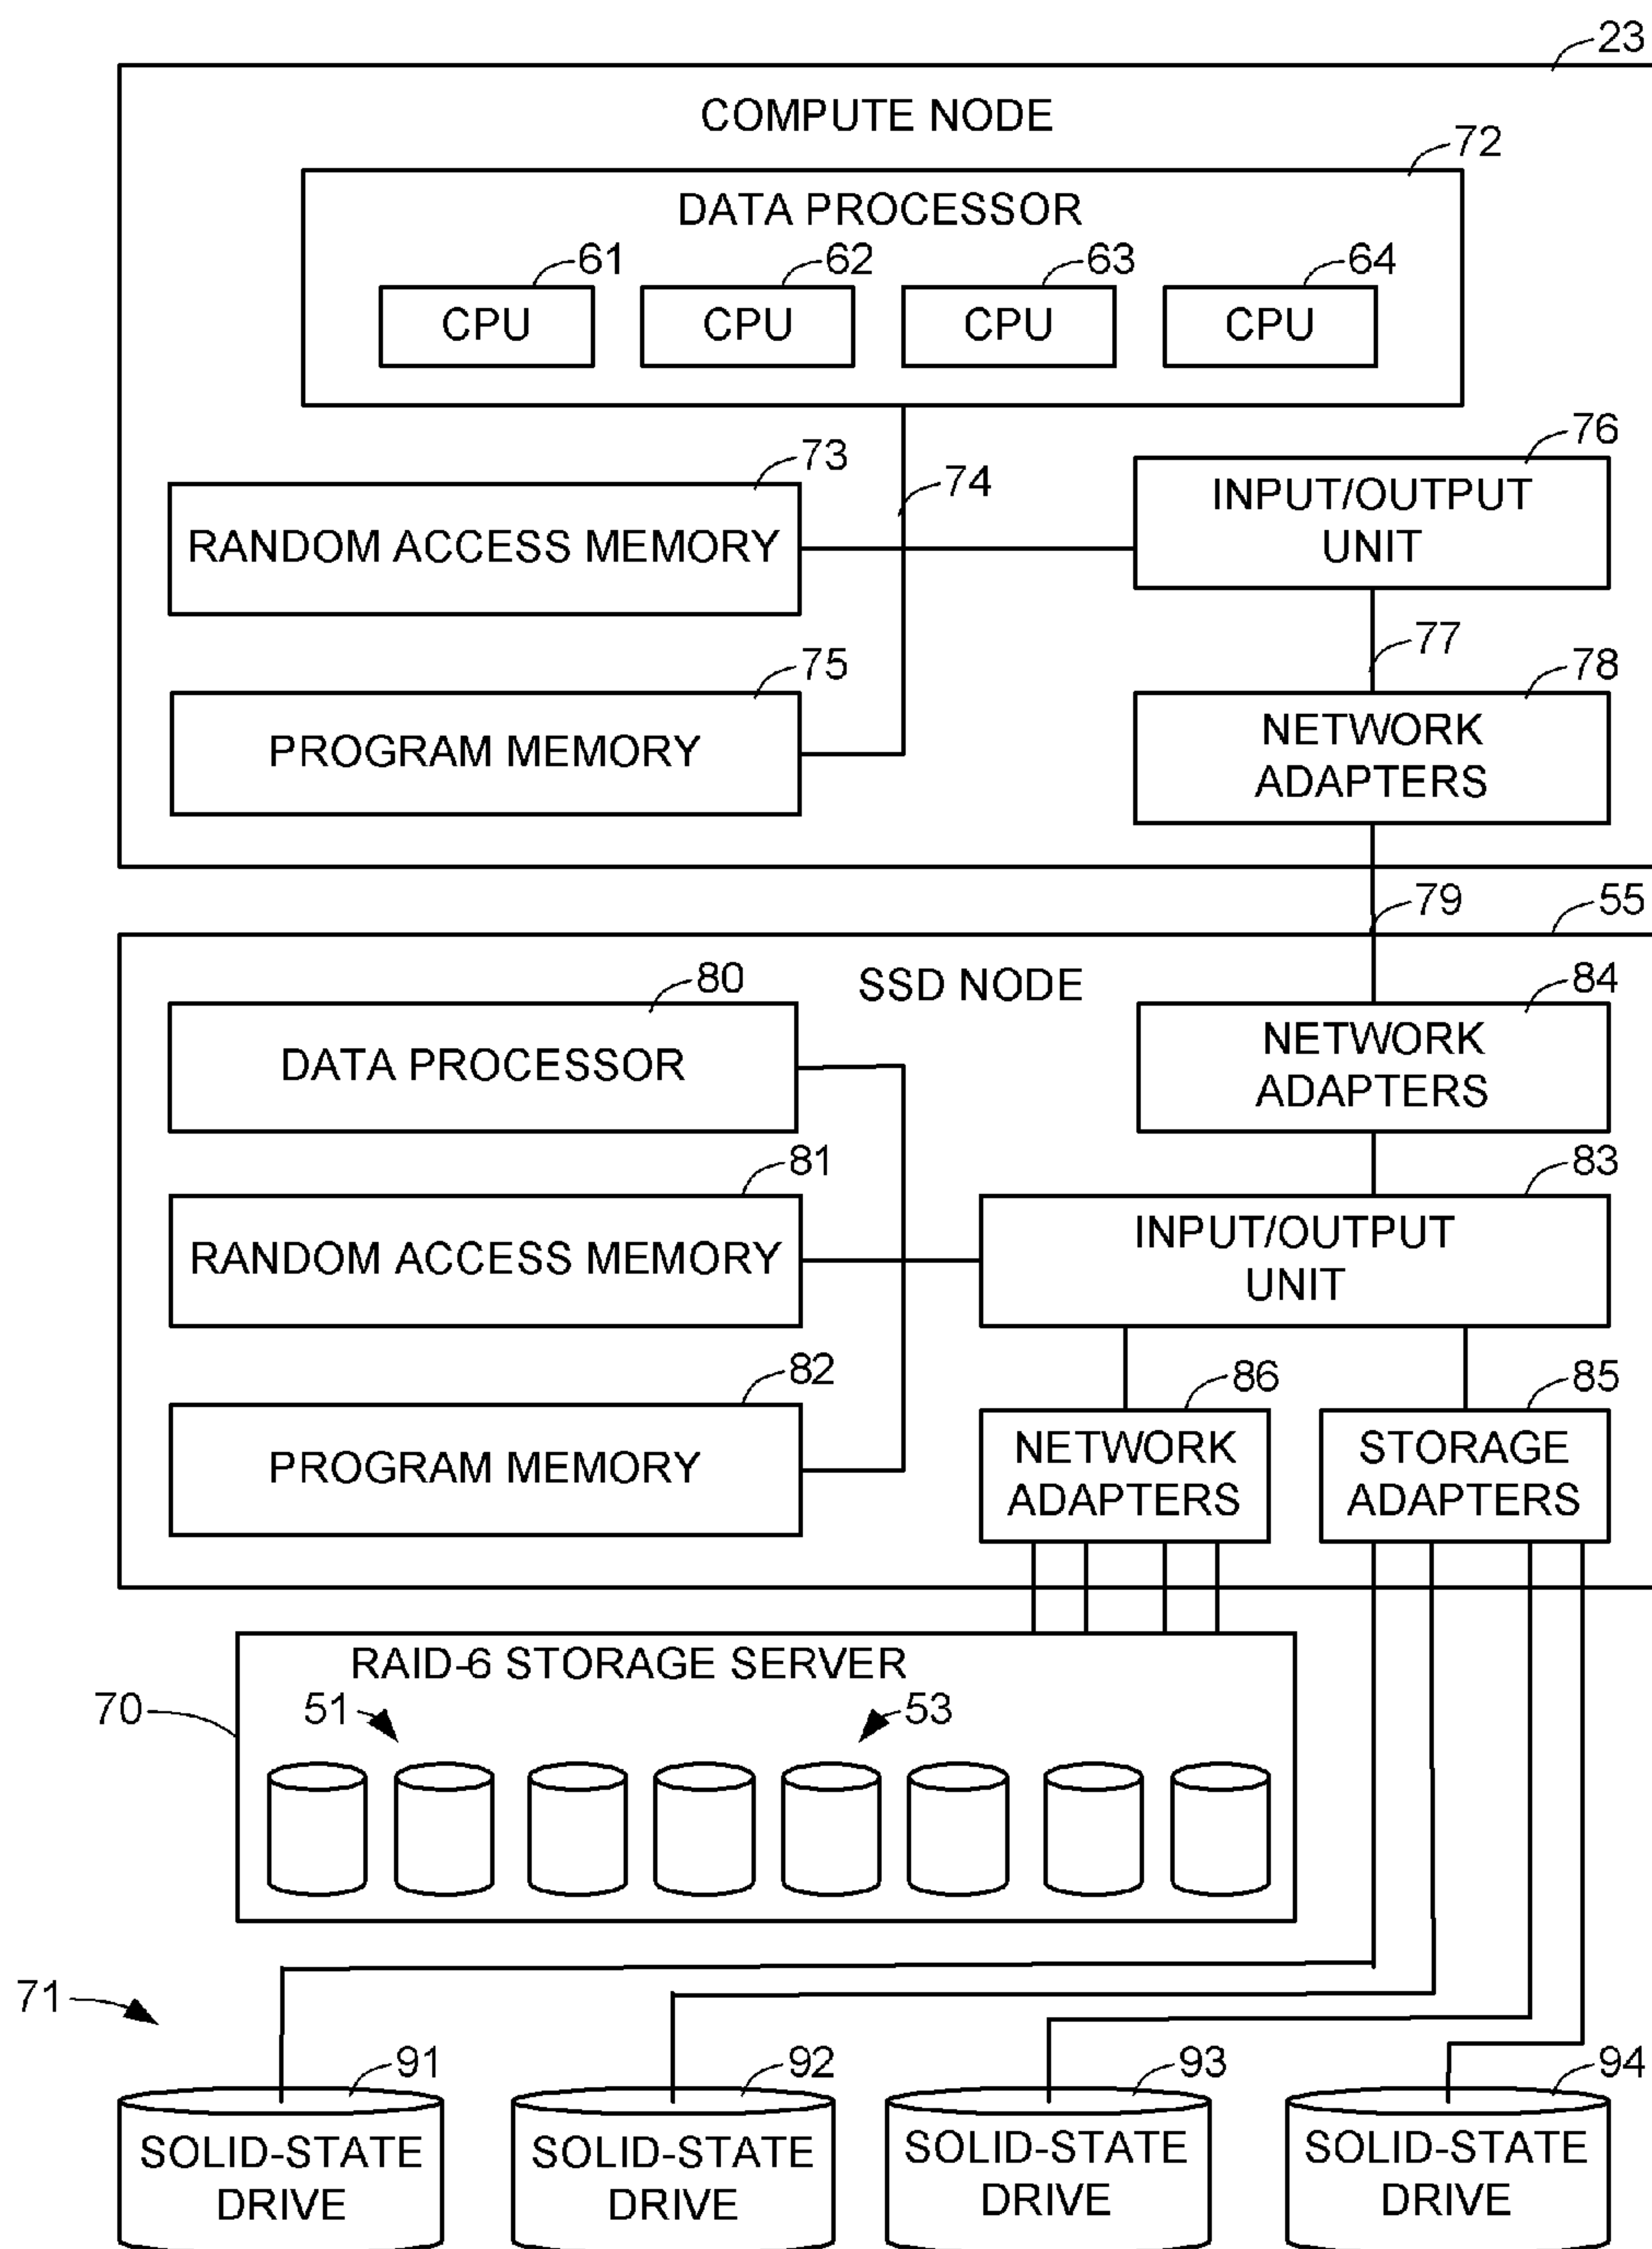 23
COMPUTE NODE
72
DATA PROCESSOR
61
62
63
64
CPU
CPU
CPU
CPU
76
73
74
INPUT/OUTPUT
UNIT
RANDOM ACCESS MEMORY
77
75
78
PROGRAM MEMORY
NETWORK
ADAPTERS
79
55
80
SSD NODE
84
DATA PROCESSOR
NETWORK
ADAPTERS
81
83
RANDOM ACCESS MEMORY
INPUT/OUTPUT
UNIT
82
86
85
PROGRAM MEMORY
NETWORK
ADAPTERS
STORAGE
ADAPTERS
RAID-6 STORAGE SERVER
70
51
53
71
91
92
93
94
SOLID-STATE
DRIVE
SOLID-STATE
DRIVE
SOLID-STATE
DRIVE
SOLID-STATE
DRIVE